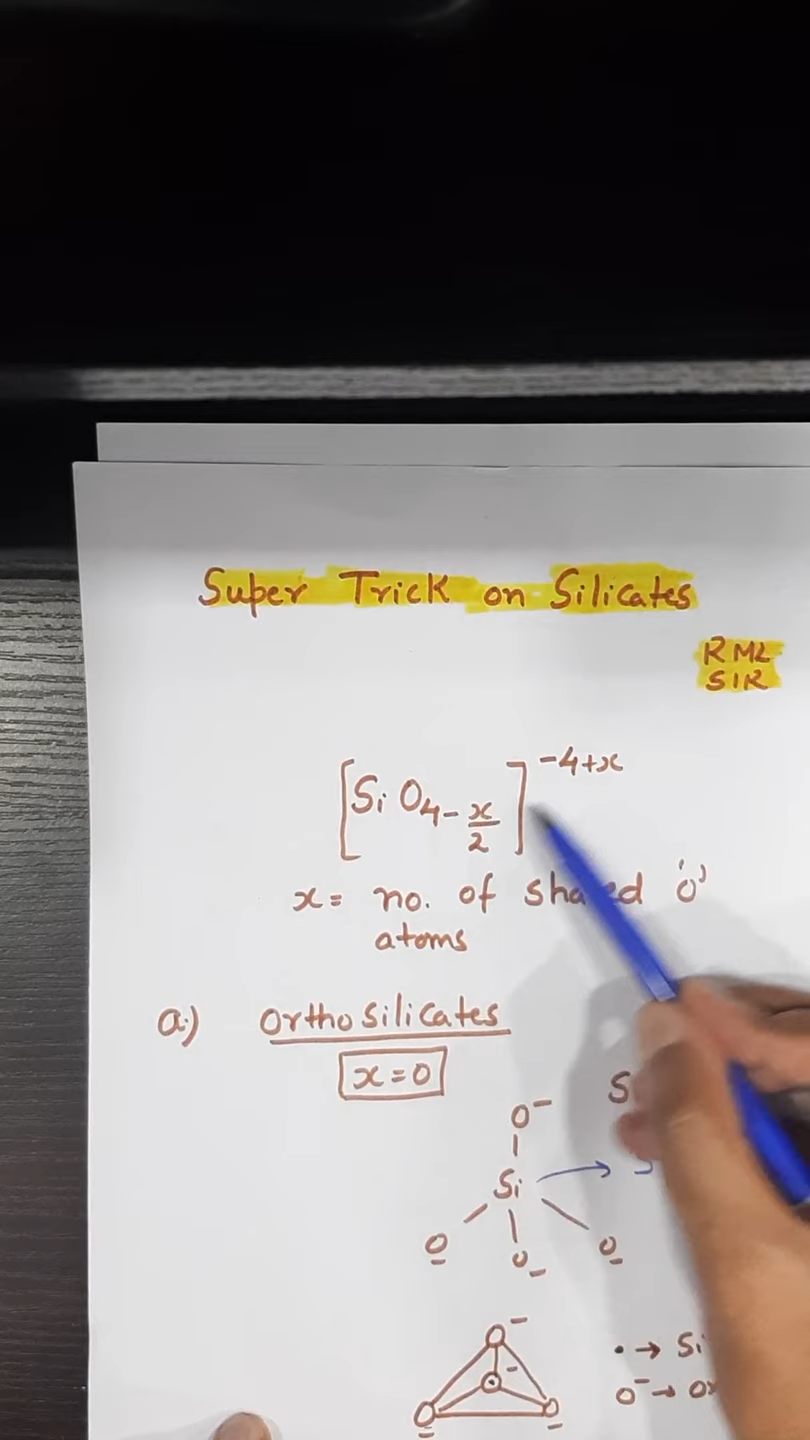 Super Trick on Silicates
RML
SIR
[SiO4-x/2]^-4+x
x = no. of shared 'o'
atoms
a) Orthosilicates
x=0
O-
Si
O- O- O-
O-
-
O- O-
• → Si
O- →